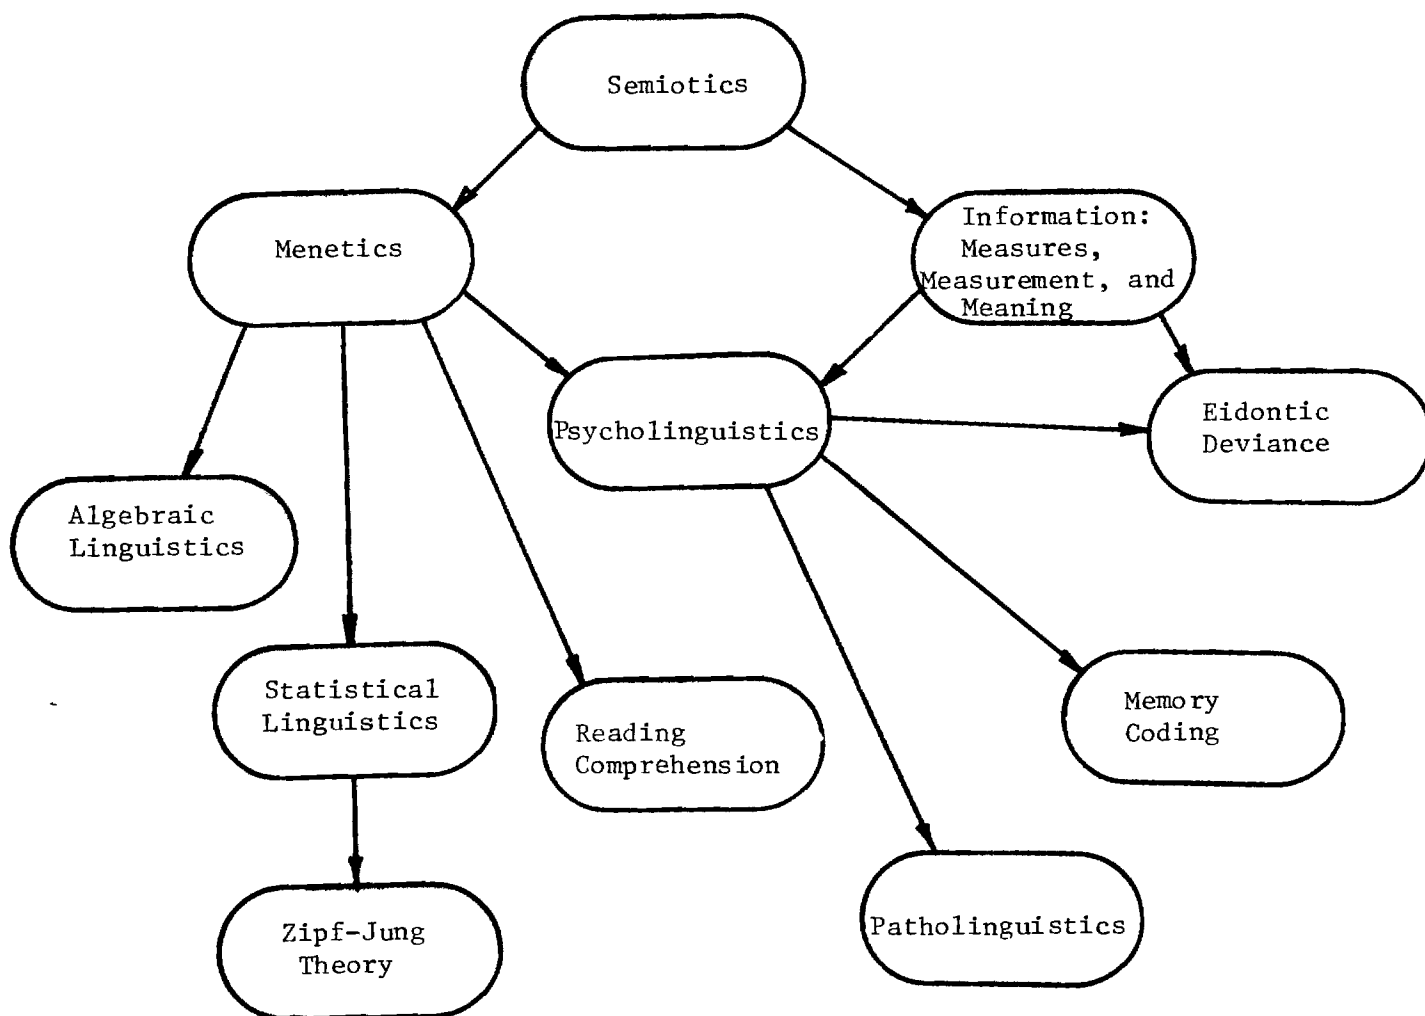 Semiotics
Menetics
Information:
Measures,
Measurement, and
Meaning
Psycholinguistics
Eidontic
Deviance
Algebraic
Linguistics
Statistical
Linguistics
Reading
Comprehension
Memory
Coding
Zipf-Jung
Theory
Patholinguistics